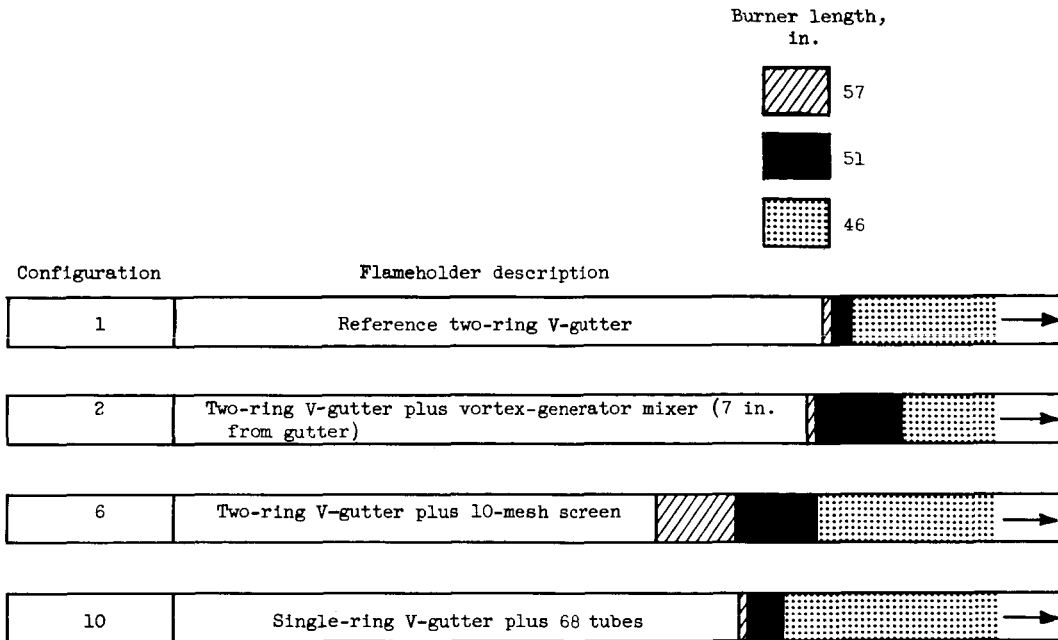 Burner length,
in.
57
51
46
Configuration Flameholder description
1 Reference two-ring V-gutter
2 Two-ring V-gutter plus vortex-generator mixer (7 in.
from gutter)
6 Two-ring V-gutter plus 10-mesh screen
10 Single-ring V-gutter plus 68 tubes